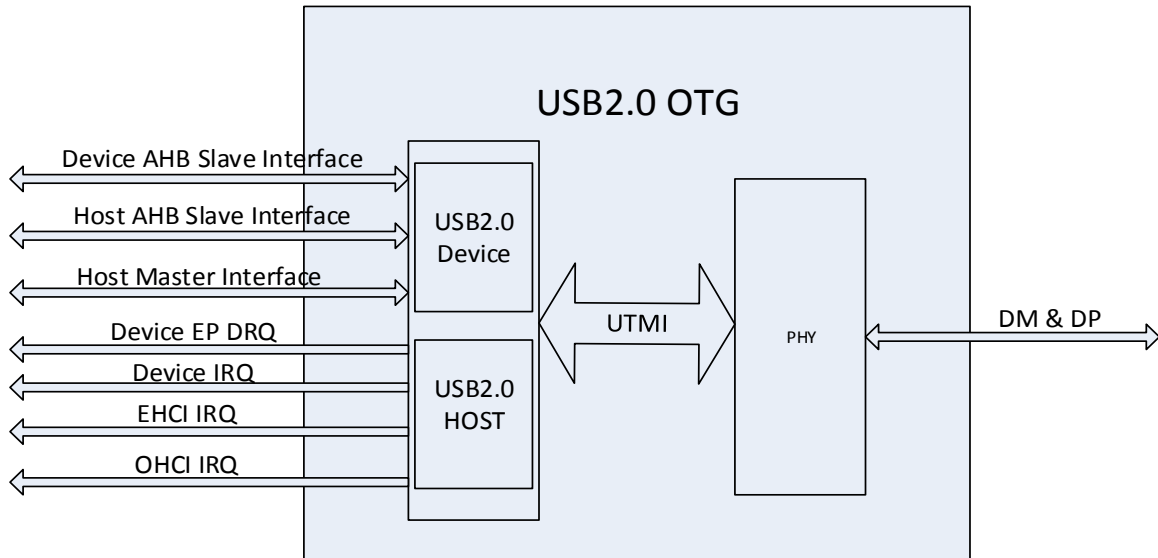 USB2.0 OTG
Device AHB Slave Interface
Host AHB Slave Interface
Host Master Interface
Device EP DRQ
Device IRQ
EHCI IRQ
OHCI IRQ
USB2.0
Device
USB2.0
HOST
UTMI
PHY
DM & DP